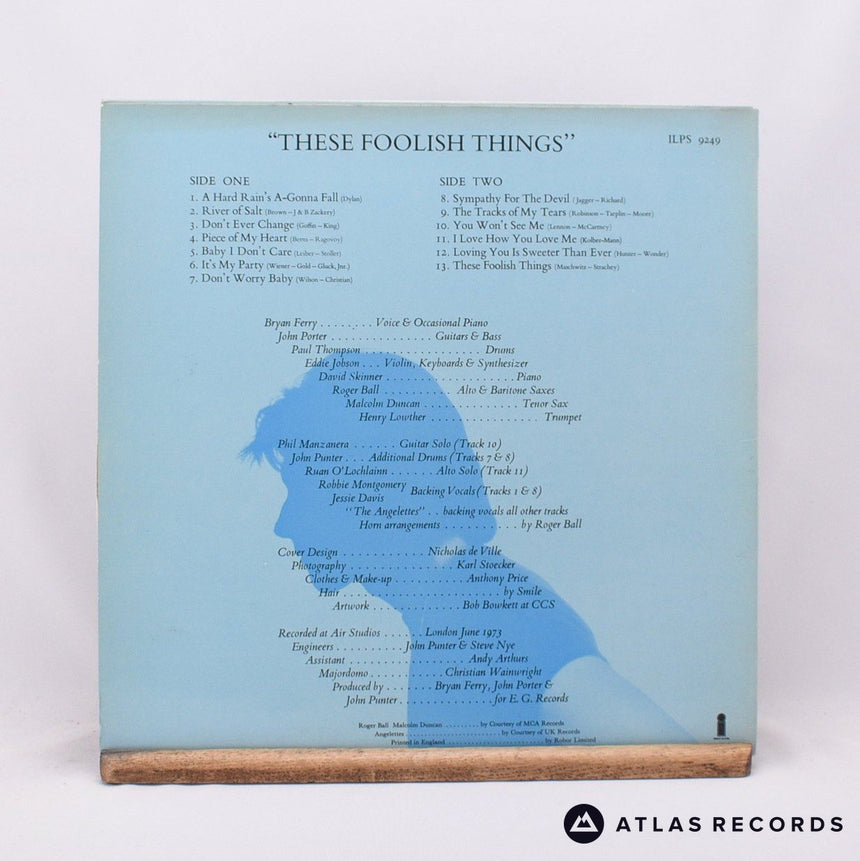 "THESE FOOLISH THINGS"
ILPS 9249
SIDE ONE
1. A Hard Rain's A-Gonna Fall (Dylan)
2. River of Salt (Brown – J & B Zackery)
3. Don't Ever Change (Goffin – King)
4. Piece of My Heart (Berns – Ragovoy)
5. Baby I Don't Care (Leiber – Stoller)
6. It's My Party (Wiener – Gold – Gluck, Jnr.)
7. Don't Worry Baby (Wilson – Christian)
SIDE TWO
8. Sympathy For The Devil (Jagger – Richard)
9. The Tracks of My Tears (Robinson – Tarplin – Moore)
10. You Won't See Me (Lennon – McCartney)
11. I Love How You Love Me (Kolber-Mann)
12. Loving You Is Sweeter Than Ever (Hunter – Wonder)
13. These Foolish Things (Maschwitz – Strachey)
Bryan Ferry . . . . . . . . Voice & Occasional Piano
John Porter . . . . . . . . . . . . . . . Guitars & Bass
Paul Thompson . . . . . . . . . . . . . . . . . . Drums
Eddie Jobson . . . Violin, Keyboards & Synthesizer
David Skinner . . . . . . . . . . . . . . . . . . . Piano
Roger Ball . . . . . . . . . . Alto & Baritone Saxes
Malcolm Duncan . . . . . . . . . . . . . . Tenor Sax
Henry Lowther . . . . . . . . . . . . . . . . Trumpet
Phil Manzanera . . . . . . Guitar Solo (Track 10)
John Punter . . . Additional Drums (Tracks 7 & 8)
Ruan O'Lochlainn . . . . . . Alto Solo (Track 11)
Robbie Montgomery
Jessie Davis
Backing Vocals (Tracks 1 & 8)
"The Angelettes" . . backing vocals all other tracks
Horn arrangements . . . . . . . . . . by Roger Ball
Cover Design . . . . . . . . . . . Nicholas de Ville
Photography . . . . . . . . . . . . . . Karl Stoecker
Clothes & Make-up . . . . . . . . . . Anthony Price
Hair . . . . . . . . . . . . . . . . . . . . . by Smile
Artwork . . . . . . . . . . . . Bob Bowkett at CCS
Recorded at Air Studios . . . . . . London June 1973
Engineers . . . . . . . . . . John Punter & Steve Nye
Assistant . . . . . . . . . . . . . . . . Andy Arthurs
Majordomo . . . . . . . . . . . Christian Wainwright
Produced by . . . . . . . Bryan Ferry, John Porter &
John Punter . . . . . . . . . . . . . for E. G. Records
Roger Ball Malcolm Duncan . . . . . . . . . by Courtesy of MCA Records
Angelettes . . . . . . . . . . . . . . . . . . . by Courtesy of UK Records
Printed in England . . . . . . . . . . . . . . . . . . by Robor Limited
ATLAS RECORDS